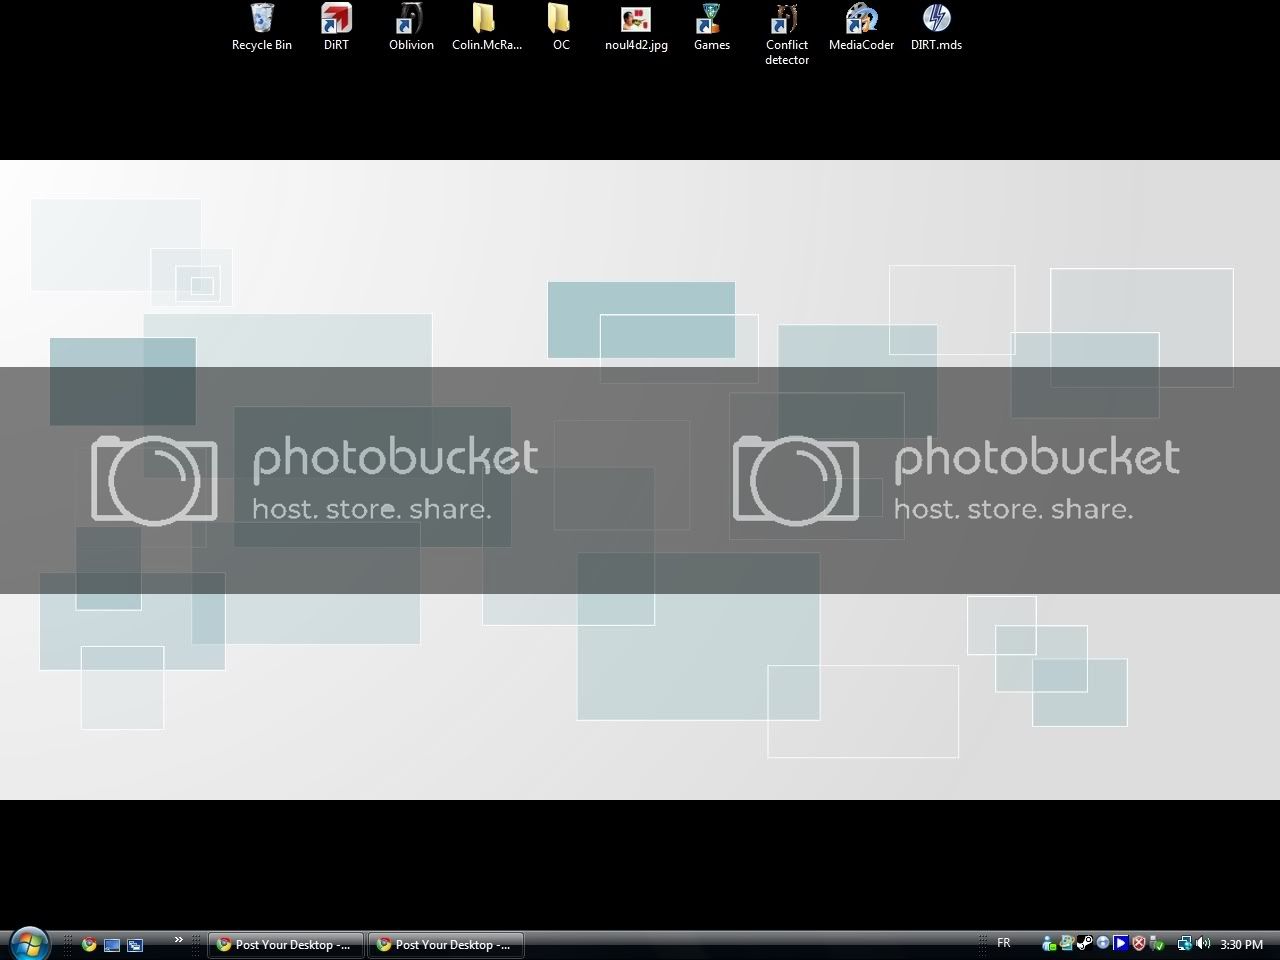 Recycle Bin
DiRT
Oblivion
Colin.McRa...
OC
noul4d2.jpg
Games
Conflict
detector
MediaCoder
DIRT.mds
photobucket
host. store. share.
photobucket
host. store. share.
Post Your Desktop -...
Post Your Desktop -...
FR
3:30 PM